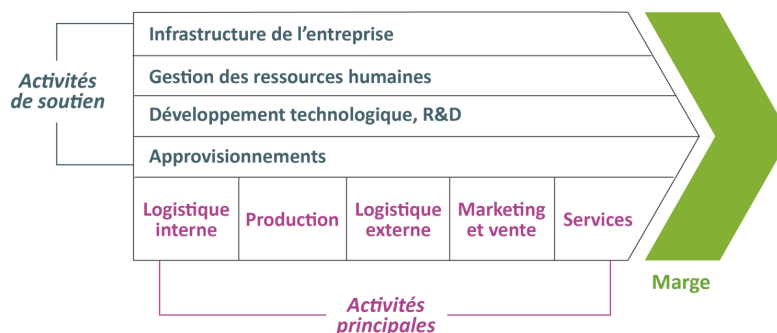 Infrastructure de l’entreprise
Activités
de soutien
Gestion des ressources humaines
Développement technologique, R&D
Approvisionnements
Logistique
interne
Production
Logistique
externe
Marketing
et vente
Services
Marge
Activités
principales